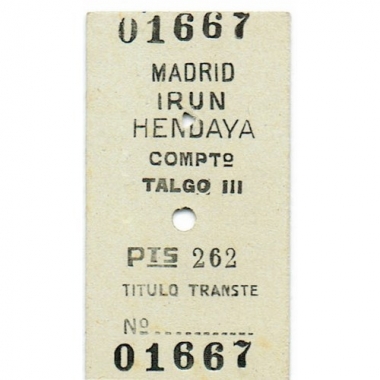 01667
MADRID
IRUN
HENDAYA
COMPTº
TALGO III
PTS 262
TITULO TRANSTE
Nº.............
01667